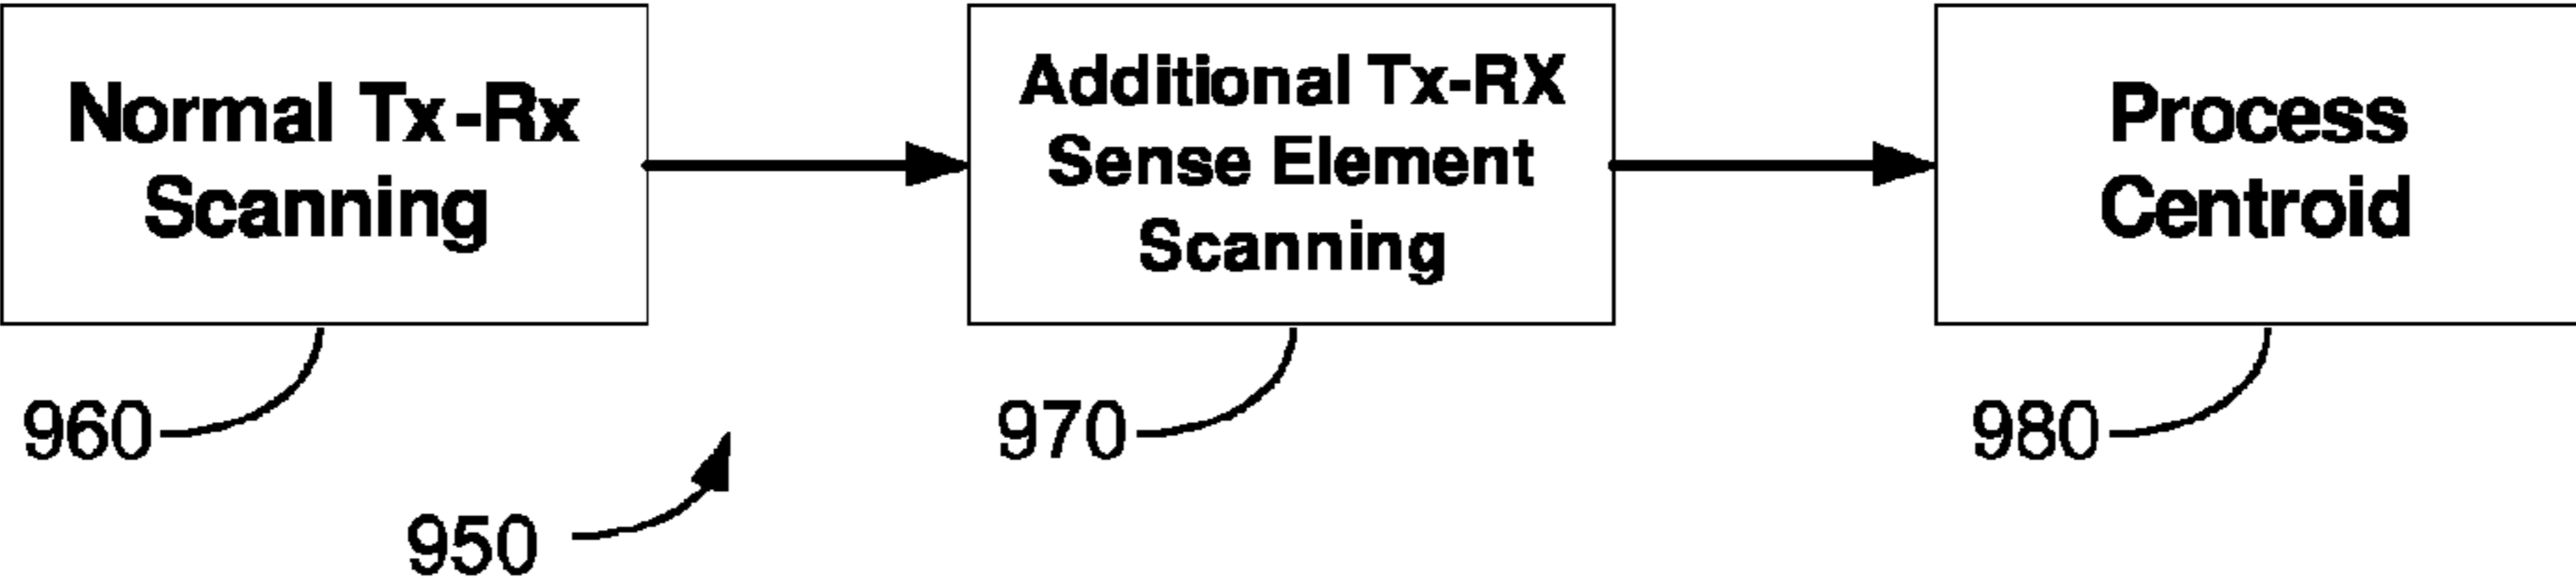 Normal Tx-Rx
Scanning
Additional Tx-RX
Sense Element
Scanning
Process
Centroid
960
970
980
950